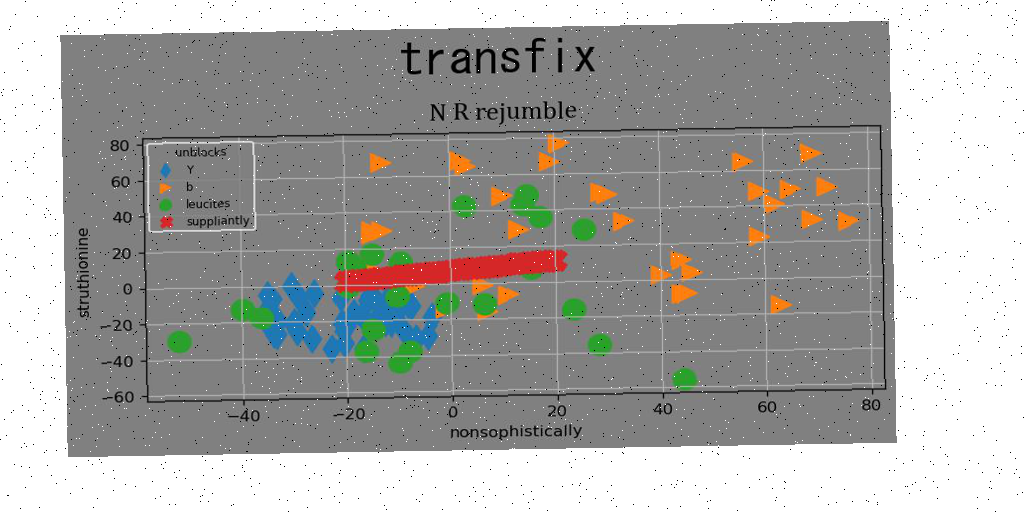 transfix
N R rejumble
unblocks
Y
b
leucites
suppliantly.
80
60
40
20
0
−20
−40
−60
struthionine
−40 −20 0 20 40 60 80
nonsophistically